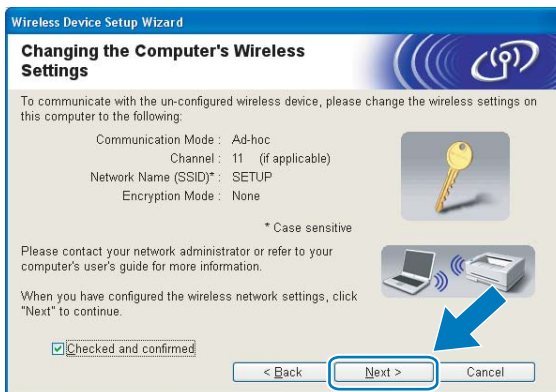 Wireless Device Setup Wizard
Changing the Computer's Wireless
Settings
To communicate with the un-configured wireless device, please change the wireless settings on
this computer to the following:
Communication Mode : Ad-hoc
Channel : 11 (if applicable)
Network Name (SSID)* : SETUP
Encryption Mode : None
* Case sensitive
Please contact your network administrator or refer to your
computer's user's guide for more information.
When you have configured the wireless network settings, click
"Next" to continue.
Checked and confirmed
< Back Next > Cancel